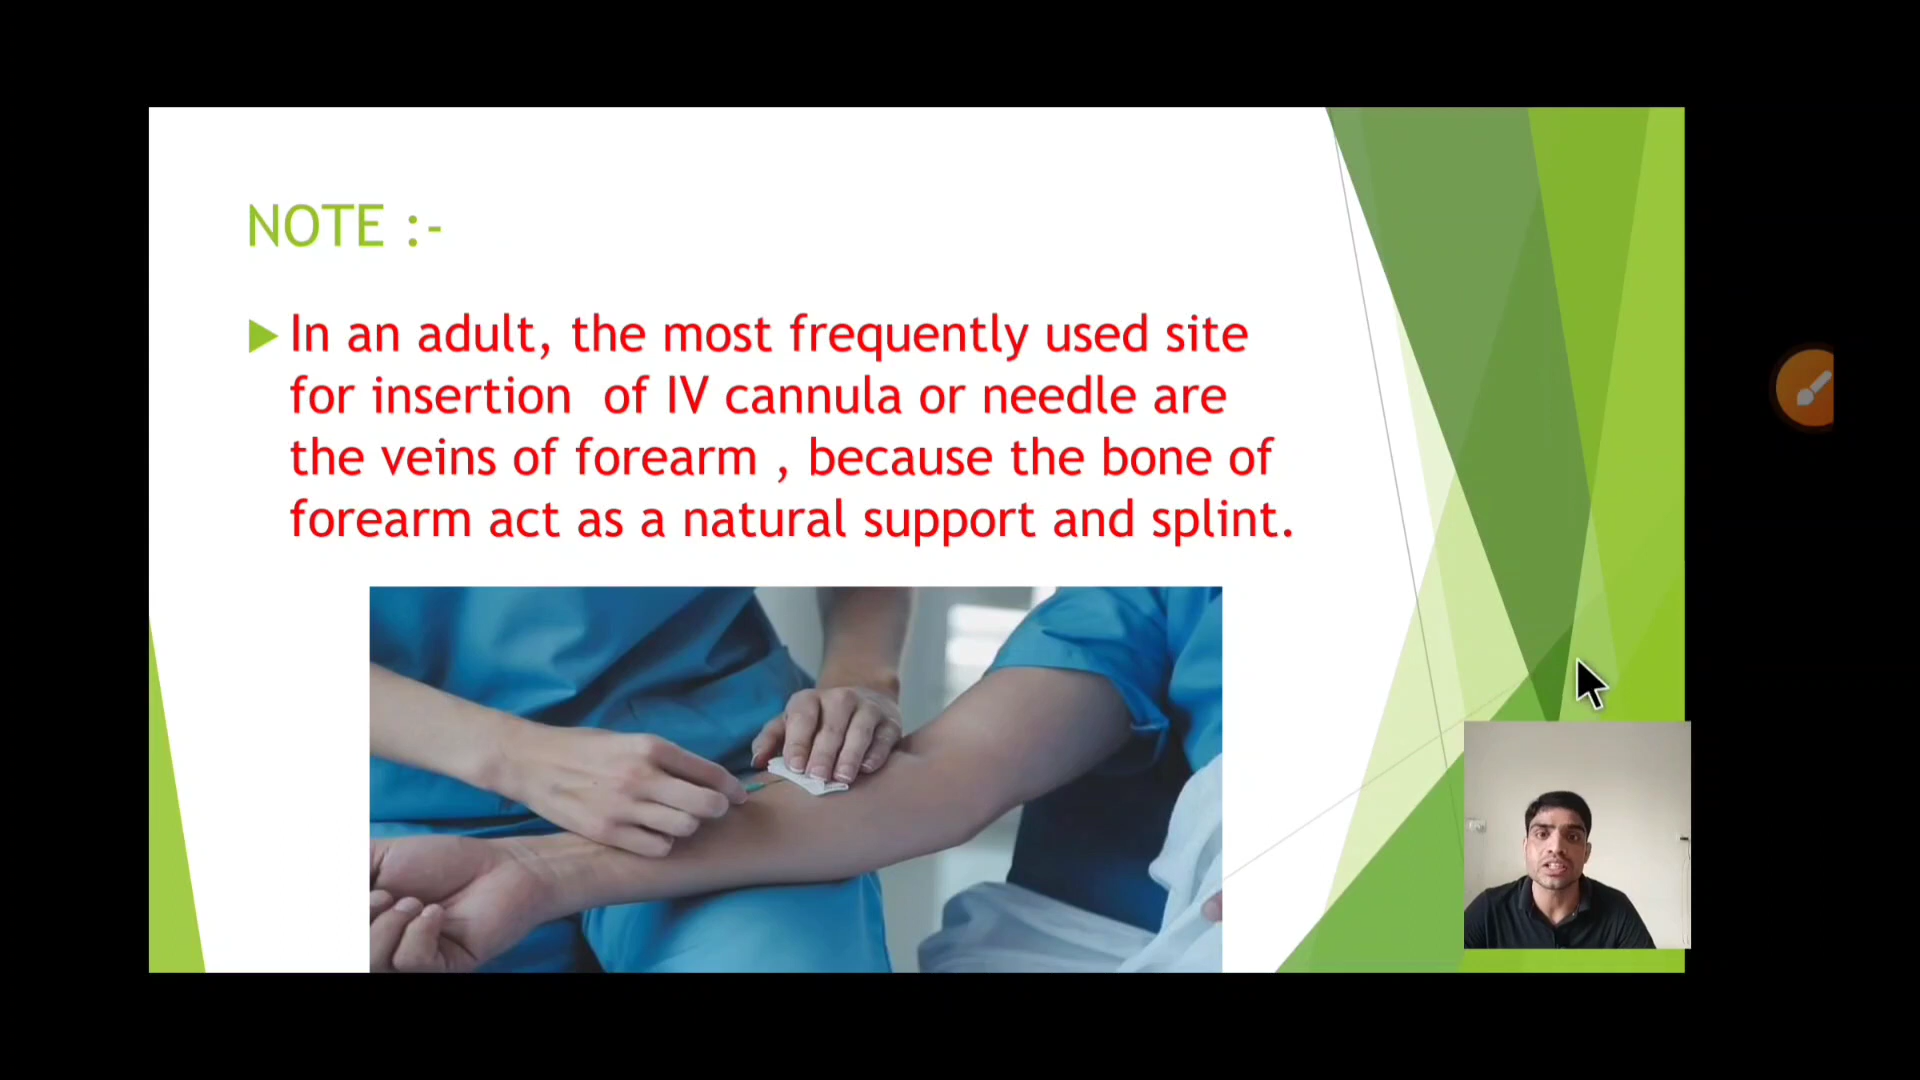 NOTE :-
In an adult, the most frequently used site
for insertion of IV cannula or needle are
the veins of forearm , because the bone of
forearm act as a natural support and splint.